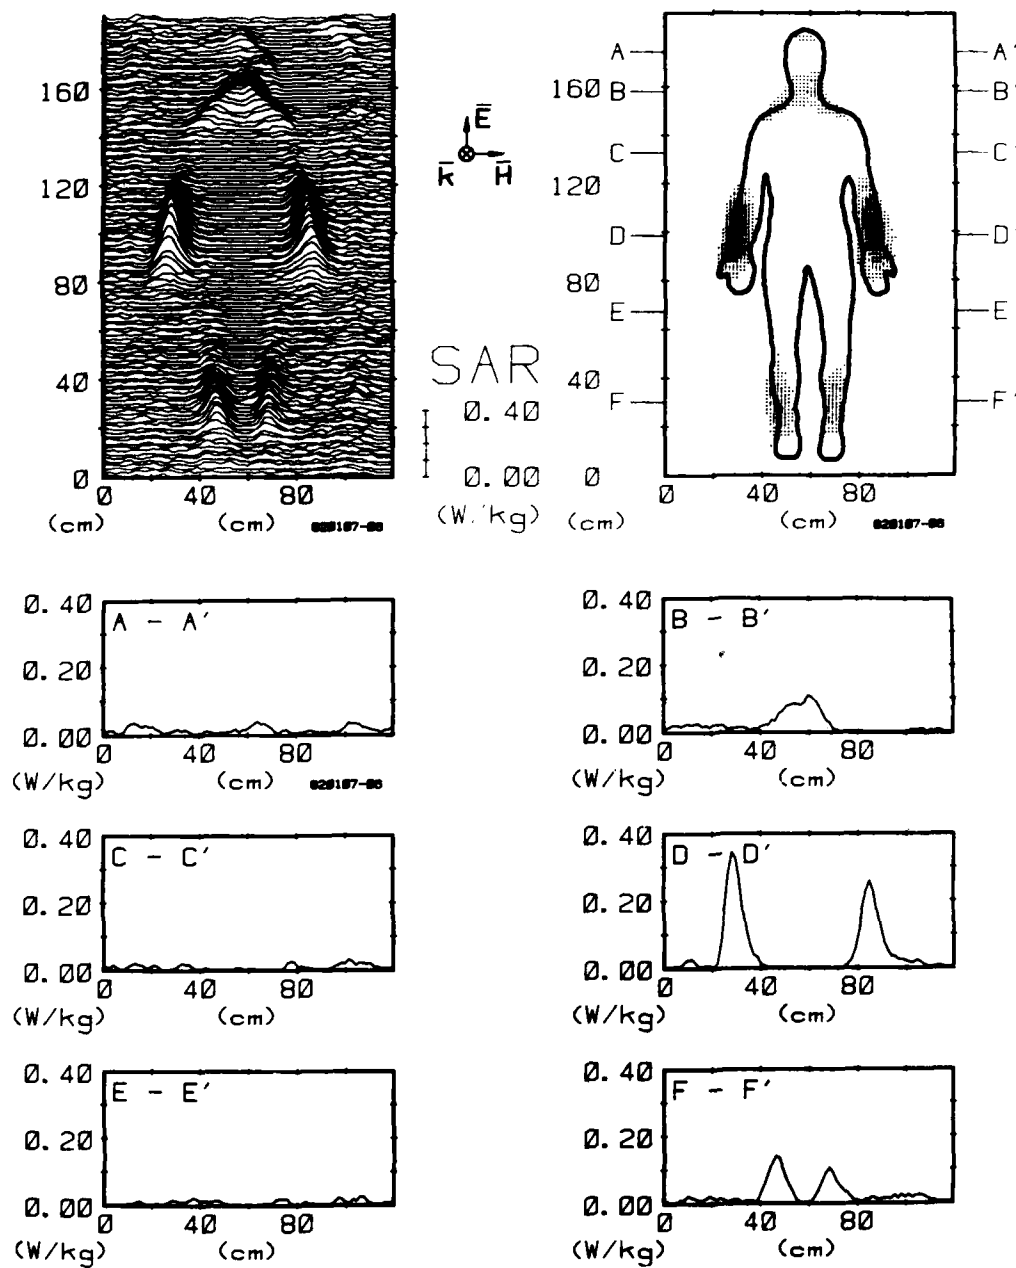 160
120
80
40
0
0 40 80
(cm) (cm)
Ē
k̄ H̄
SAR
0.40
0.00
(W/kg)
A A'
160 B B'
C C'
120
D D'
80
E E'
40
F F'
0
0 40 80
(cm) (cm)
0.40
A - A'
0.20
0.00
0 40 80
(W/kg) (cm)
0.40
B - B'
0.20
0.00
0 40 80
(W/kg) (cm)
0.40
C - C'
0.20
0.00
0 40 80
(W/kg) (cm)
0.40
D - D'
0.20
0.00
0 40 80
(W/kg) (cm)
0.40
E - E'
0.20
0.00
0 40 80
(W/kg) (cm)
0.40
F - F'
0.20
0.00
0 40 80
(W/kg) (cm)